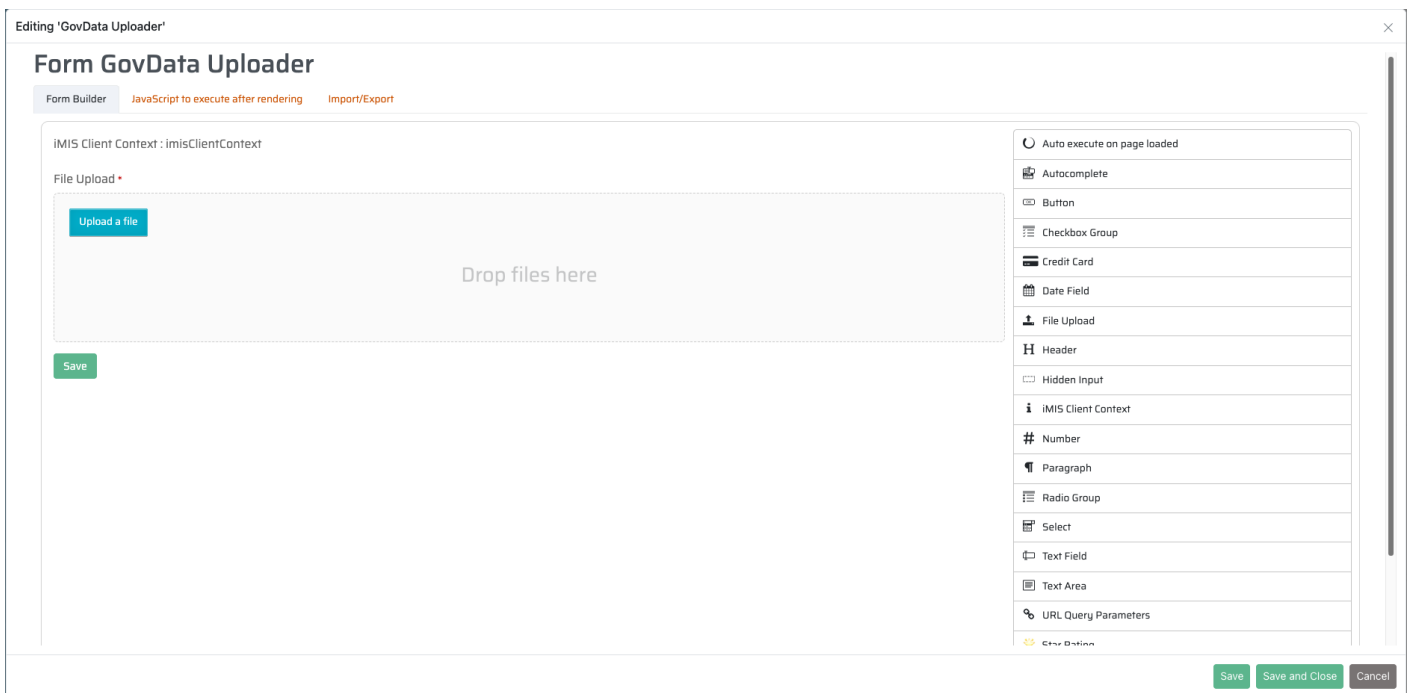 Editing 'GovData Uploader'
Form GovData Uploader
Form Builder JavaScript to execute after rendering Import/Export
iMIS Client Context : imisClientContext
File Upload •
Upload a file
Drop files here
Save
Auto execute on page loaded
Autocomplete
Button
Checkbox Group
Credit Card
Date Field
File Upload
Header
Hidden Input
iMIS Client Context
Number
Paragraph
Radio Group
Select
Text Field
Text Area
URL Query Parameters
Star Rating
Save Save and Close Cancel